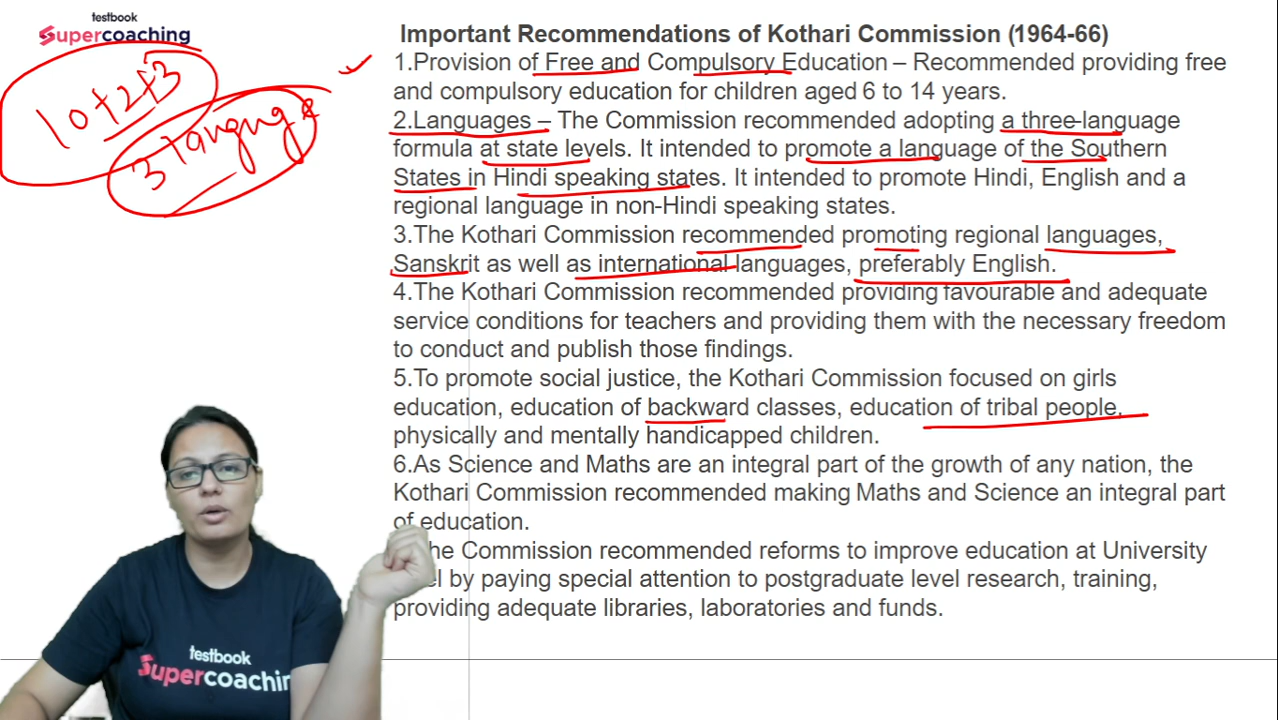 testbook
Supercoaching
10+2+3
3 languge
Important Recommendations of Kothari Commission (1964-66)
1.Provision of Free and Compulsory Education – Recommended providing free
and compulsory education for children aged 6 to 14 years.
2.Languages – The Commission recommended adopting a three-language
formula at state levels. It intended to promote a language of the Southern
States in Hindi speaking states. It intended to promote Hindi, English and a
regional language in non-Hindi speaking states.
3.The Kothari Commission recommended promoting regional languages,
Sanskrit as well as international languages, preferably English.
4.The Kothari Commission recommended providing favourable and adequate
service conditions for teachers and providing them with the necessary freedom
to conduct and publish those findings.
5.To promote social justice, the Kothari Commission focused on girls
education, education of backward classes, education of tribal people,
physically and mentally handicapped children.
6.As Science and Maths are an integral part of the growth of any nation, the
Kothari Commission recommended making Maths and Science an integral part
of education.
he Commission recommended reforms to improve education at University
el by paying special attention to postgraduate level research, training,
providing adequate libraries, laboratories and funds.
testbook
Supercoachin